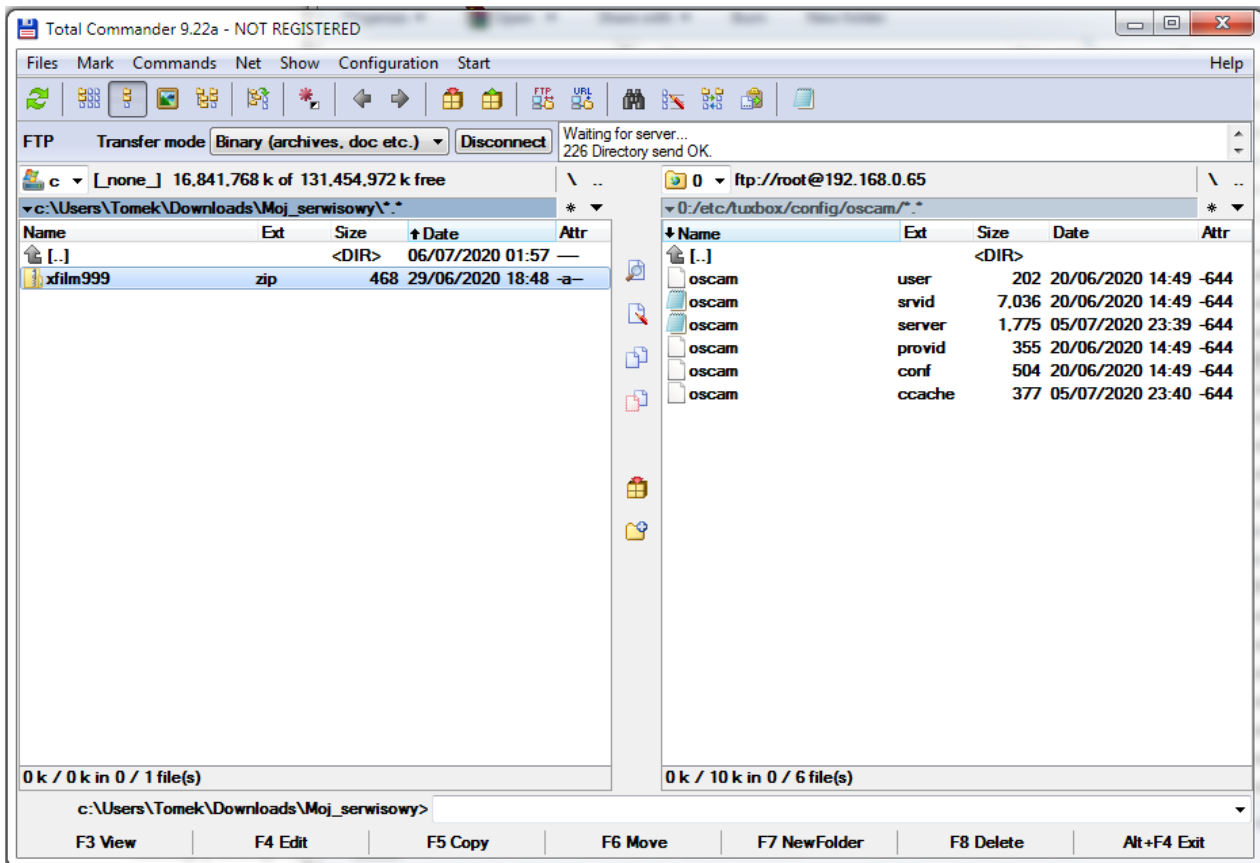 Total Commander 9.22a - NOT REGISTERED
Files Mark Commands Net Show Configuration Start Help
FTP URL
FTP Transfer mode Binary (archives, doc etc.) Disconnect Waiting for server...
226 Directory send OK.
c [_none_] 16,841,768 k of 131,454,972 k free \ .. 0 ftp://root@192.168.0.65 \ ..
c:\Users\Tomek\Downloads\Moj_serwisowy\*.* * 0:/etc/tuxbox/config/oscam/*.* *
Name Ext Size Date Attr Name Ext Size Date Attr
[..] <DIR> 06/07/2020 01:57 ---- [..] <DIR>
xfilm999 zip 468 29/06/2020 18:48 -a-- oscam user 202 20/06/2020 14:49 -644
oscam srvid 7,036 20/06/2020 14:49 -644
oscam server 1,775 05/07/2020 23:39 -644
oscam provid 355 20/06/2020 14:49 -644
oscam conf 504 20/06/2020 14:49 -644
oscam ccache 377 05/07/2020 23:40 -644
0 k / 0 k in 0 / 1 file(s) 0 k / 10 k in 0 / 6 file(s)
c:\Users\Tomek\Downloads\Moj_serwisowy>
F3 View F4 Edit F5 Copy F6 Move F7 NewFolder F8 Delete Alt+F4 Exit